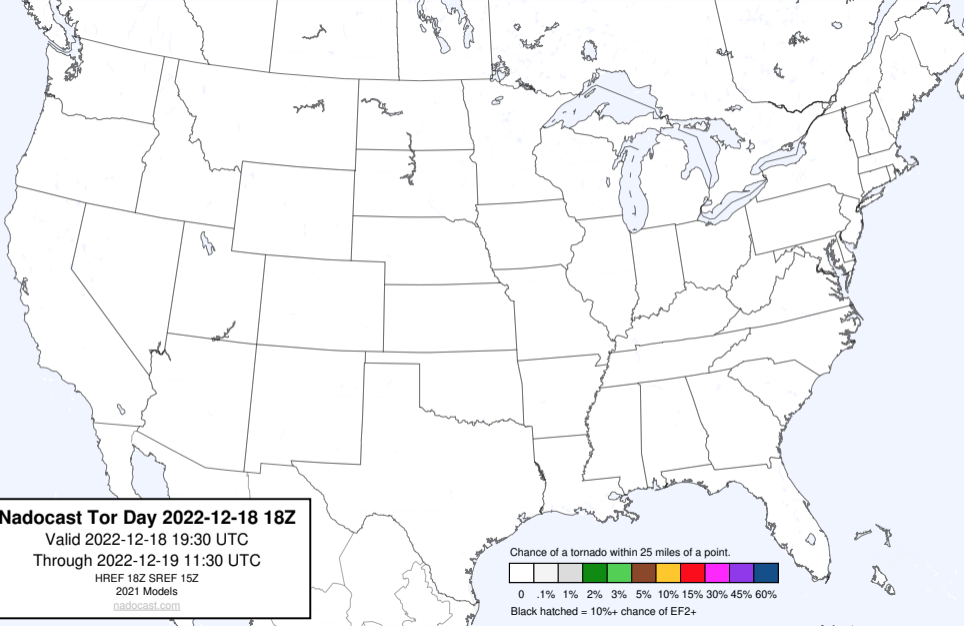 Nadocast Tor Day 2022-12-18 18Z
Valid 2022-12-18 19:30 UTC
Through 2022-12-19 11:30 UTC
HREF 18Z SREF 15Z
2021 Models
nadocast.com
Chance of a tornado within 25 miles of a point.
0 .1% 1% 2% 3% 5% 10% 15% 30% 45% 60%
Black hatched = 10%+ chance of EF2+